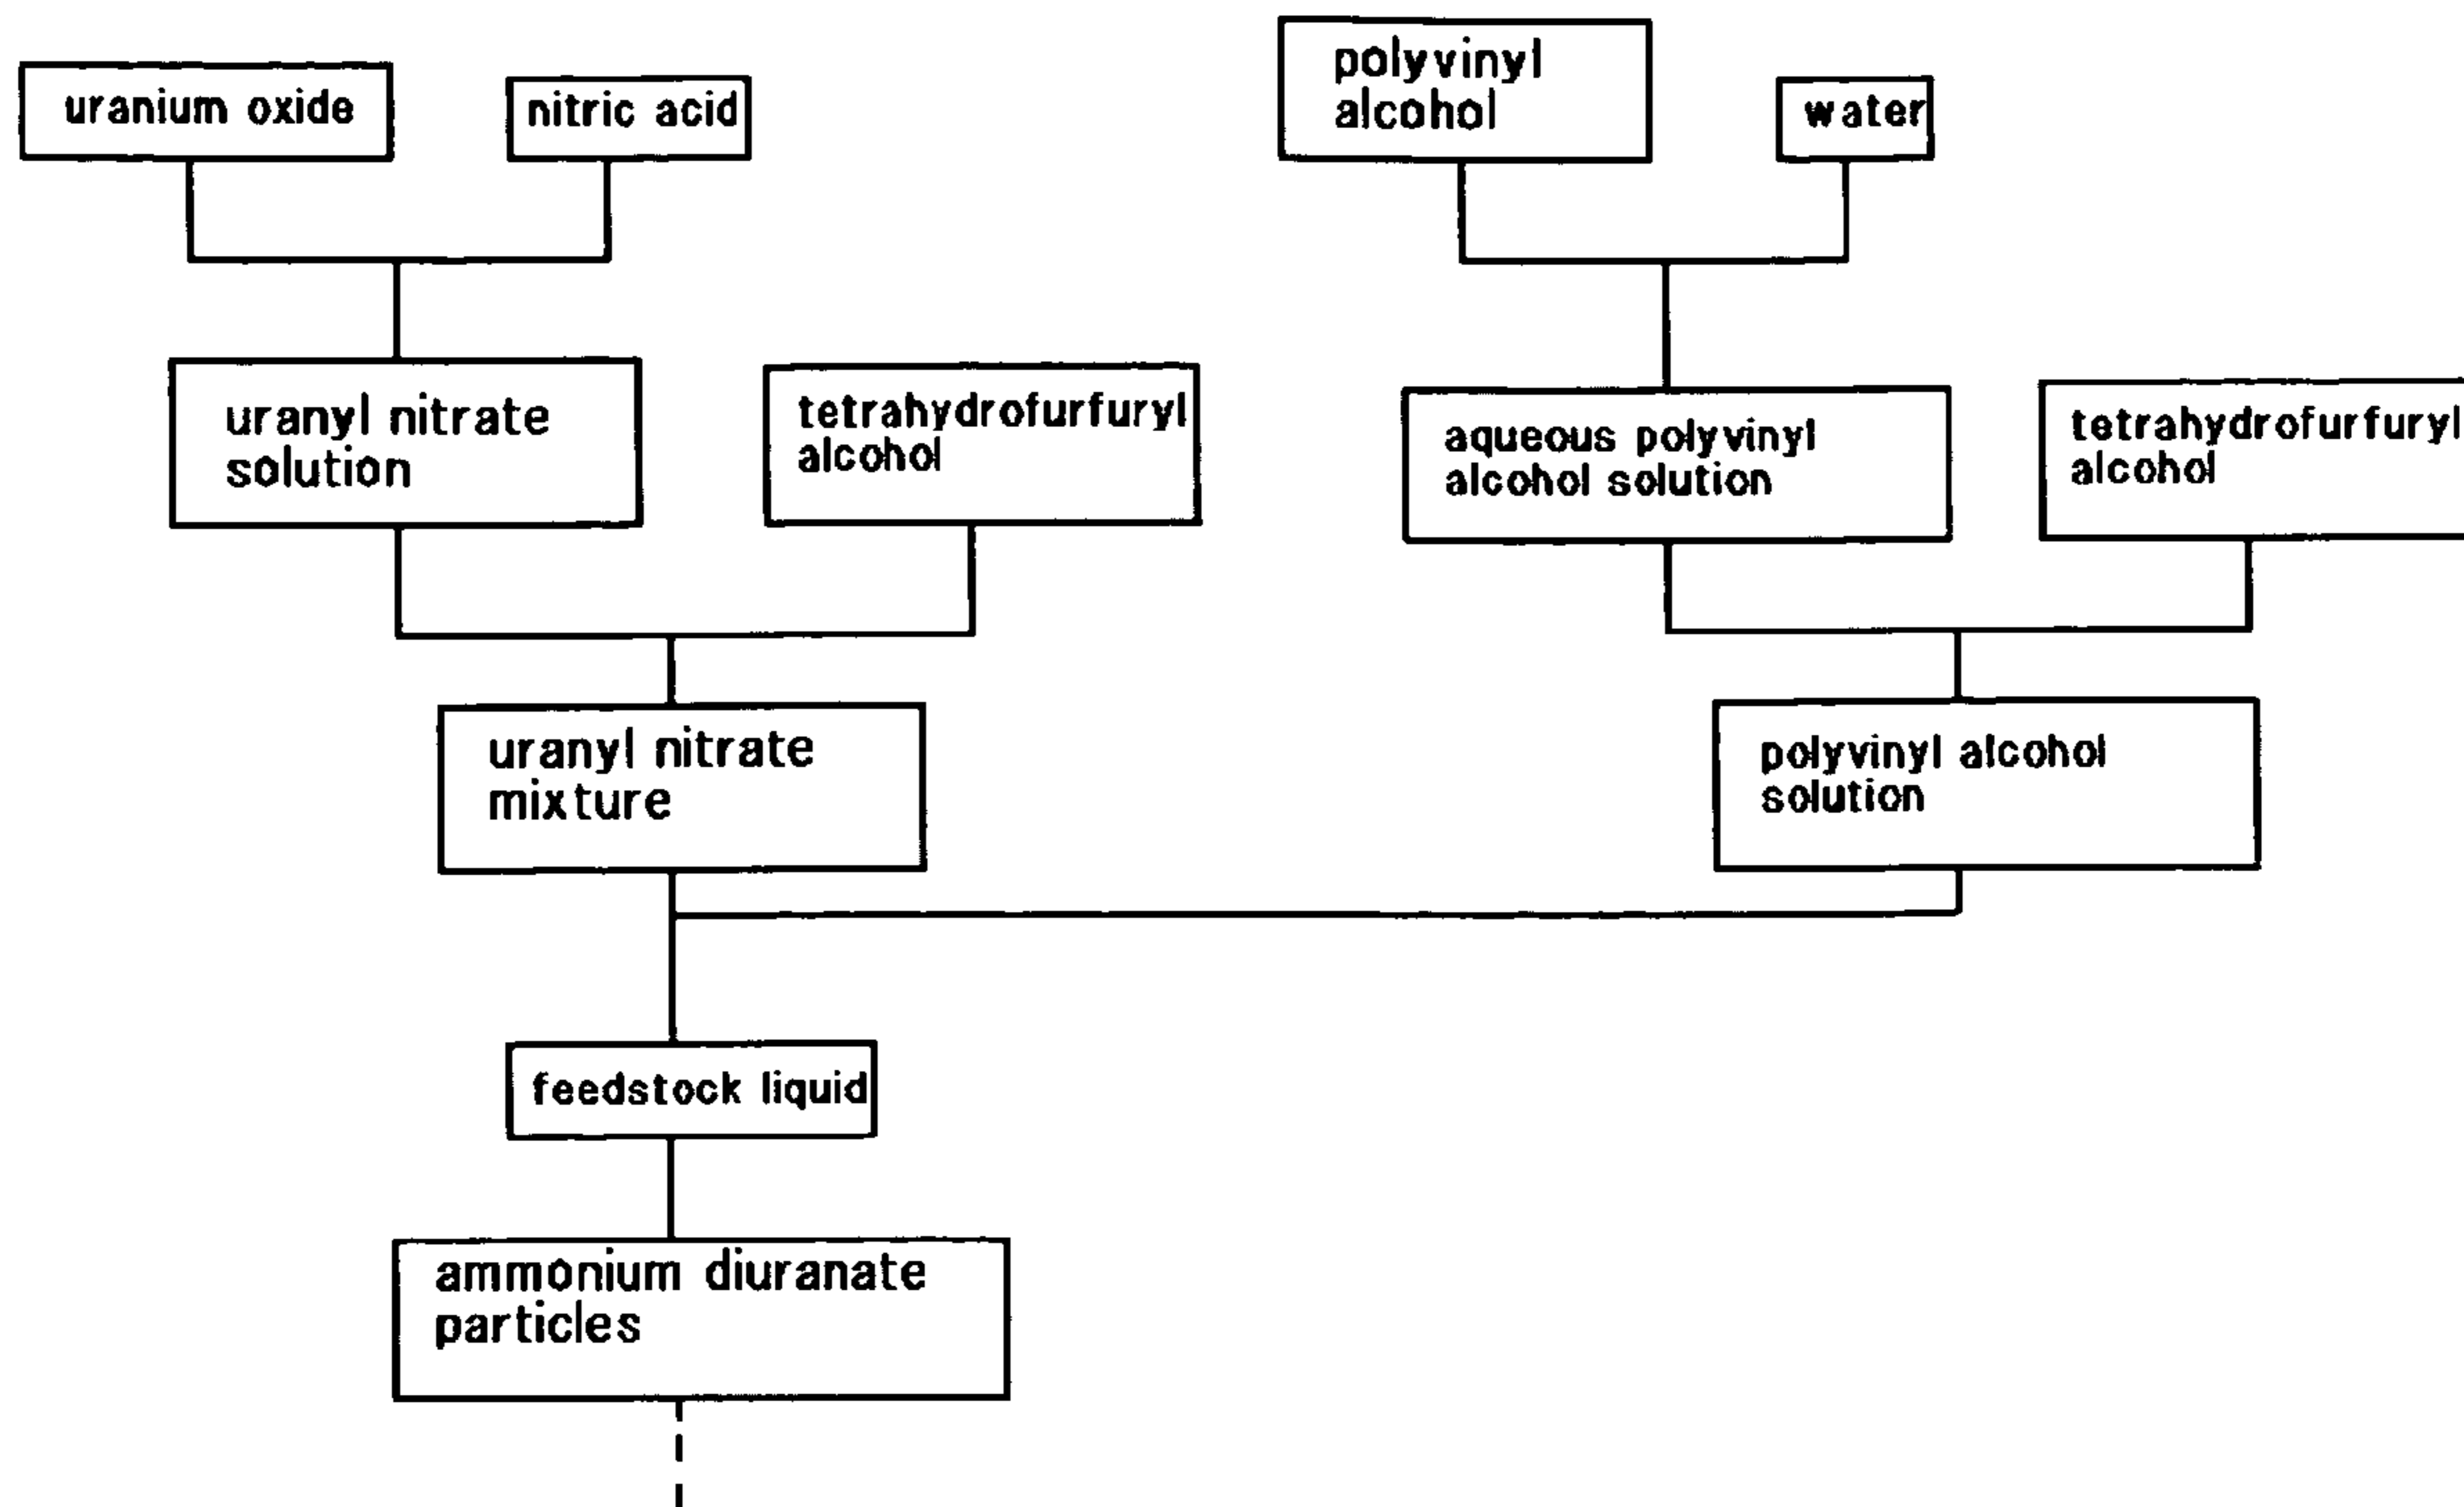 uranium oxide
nitric acid
polyvinyl
alcohol
water
uranyl nitrate
solution
tetrahydrofurfuryl
alcohol
aqueous polyvinyl
alcohol solution
tetrahydrofurfuryl
alcohol
uranyl nitrate
mixture
polyvinyl alcohol
solution
feedstock liquid
ammonium diuranate
particles